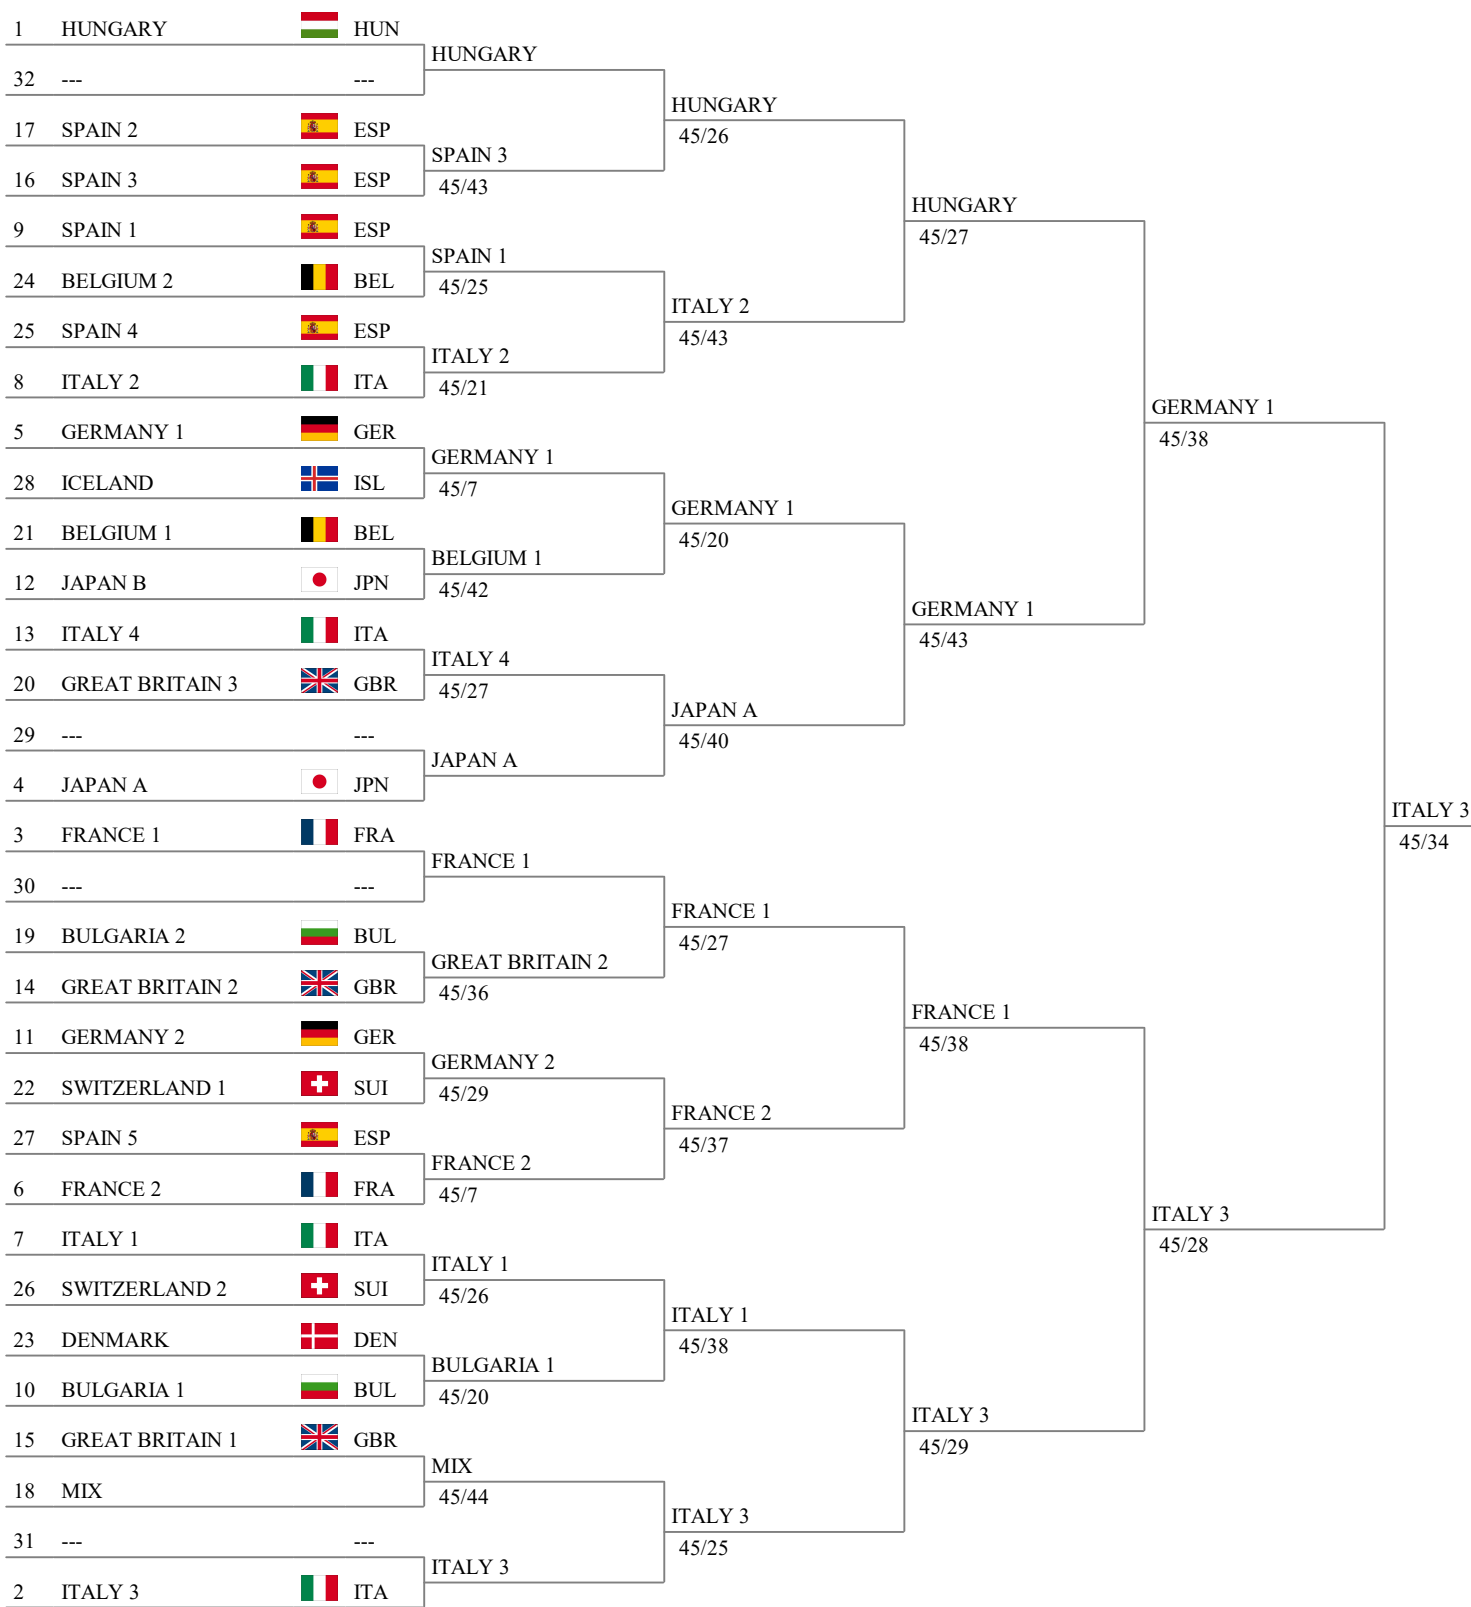 1 HUNGARY HUN
32 --- ---
17 SPAIN 2 ESP
16 SPAIN 3 ESP
9 SPAIN 1 ESP
24 BELGIUM 2 BEL
25 SPAIN 4 ESP
8 ITALY 2 ITA
5 GERMANY 1 GER
28 ICELAND ISL
21 BELGIUM 1 BEL
12 JAPAN B JPN
13 ITALY 4 ITA
20 GREAT BRITAIN 3 GBR
29 --- ---
4 JAPAN A JPN
3 FRANCE 1 FRA
30 --- ---
19 BULGARIA 2 BUL
14 GREAT BRITAIN 2 GBR
11 GERMANY 2 GER
22 SWITZERLAND 1 SUI
27 SPAIN 5 ESP
6 FRANCE 2 FRA
7 ITALY 1 ITA
26 SWITZERLAND 2 SUI
23 DENMARK DEN
10 BULGARIA 1 BUL
15 GREAT BRITAIN 1 GBR
18 MIX
31 --- ---
2 ITALY 3 ITA
HUNGARY
SPAIN 3
45/43
SPAIN 1
45/25
ITALY 2
45/21
GERMANY 1
45/7
BELGIUM 1
45/42
ITALY 4
45/27
JAPAN A
FRANCE 1
GREAT BRITAIN 2
45/36
GERMANY 2
45/29
FRANCE 2
45/7
ITALY 1
45/26
BULGARIA 1
45/20
MIX
45/44
ITALY 3
HUNGARY
45/26
ITALY 2
45/43
GERMANY 1
45/20
JAPAN A
45/40
FRANCE 1
45/27
FRANCE 2
45/37
ITALY 1
45/38
ITALY 3
45/25
HUNGARY
45/27
GERMANY 1
45/43
FRANCE 1
45/38
ITALY 3
45/29
GERMANY 1
45/38
ITALY 3
45/28
ITALY 3
45/34